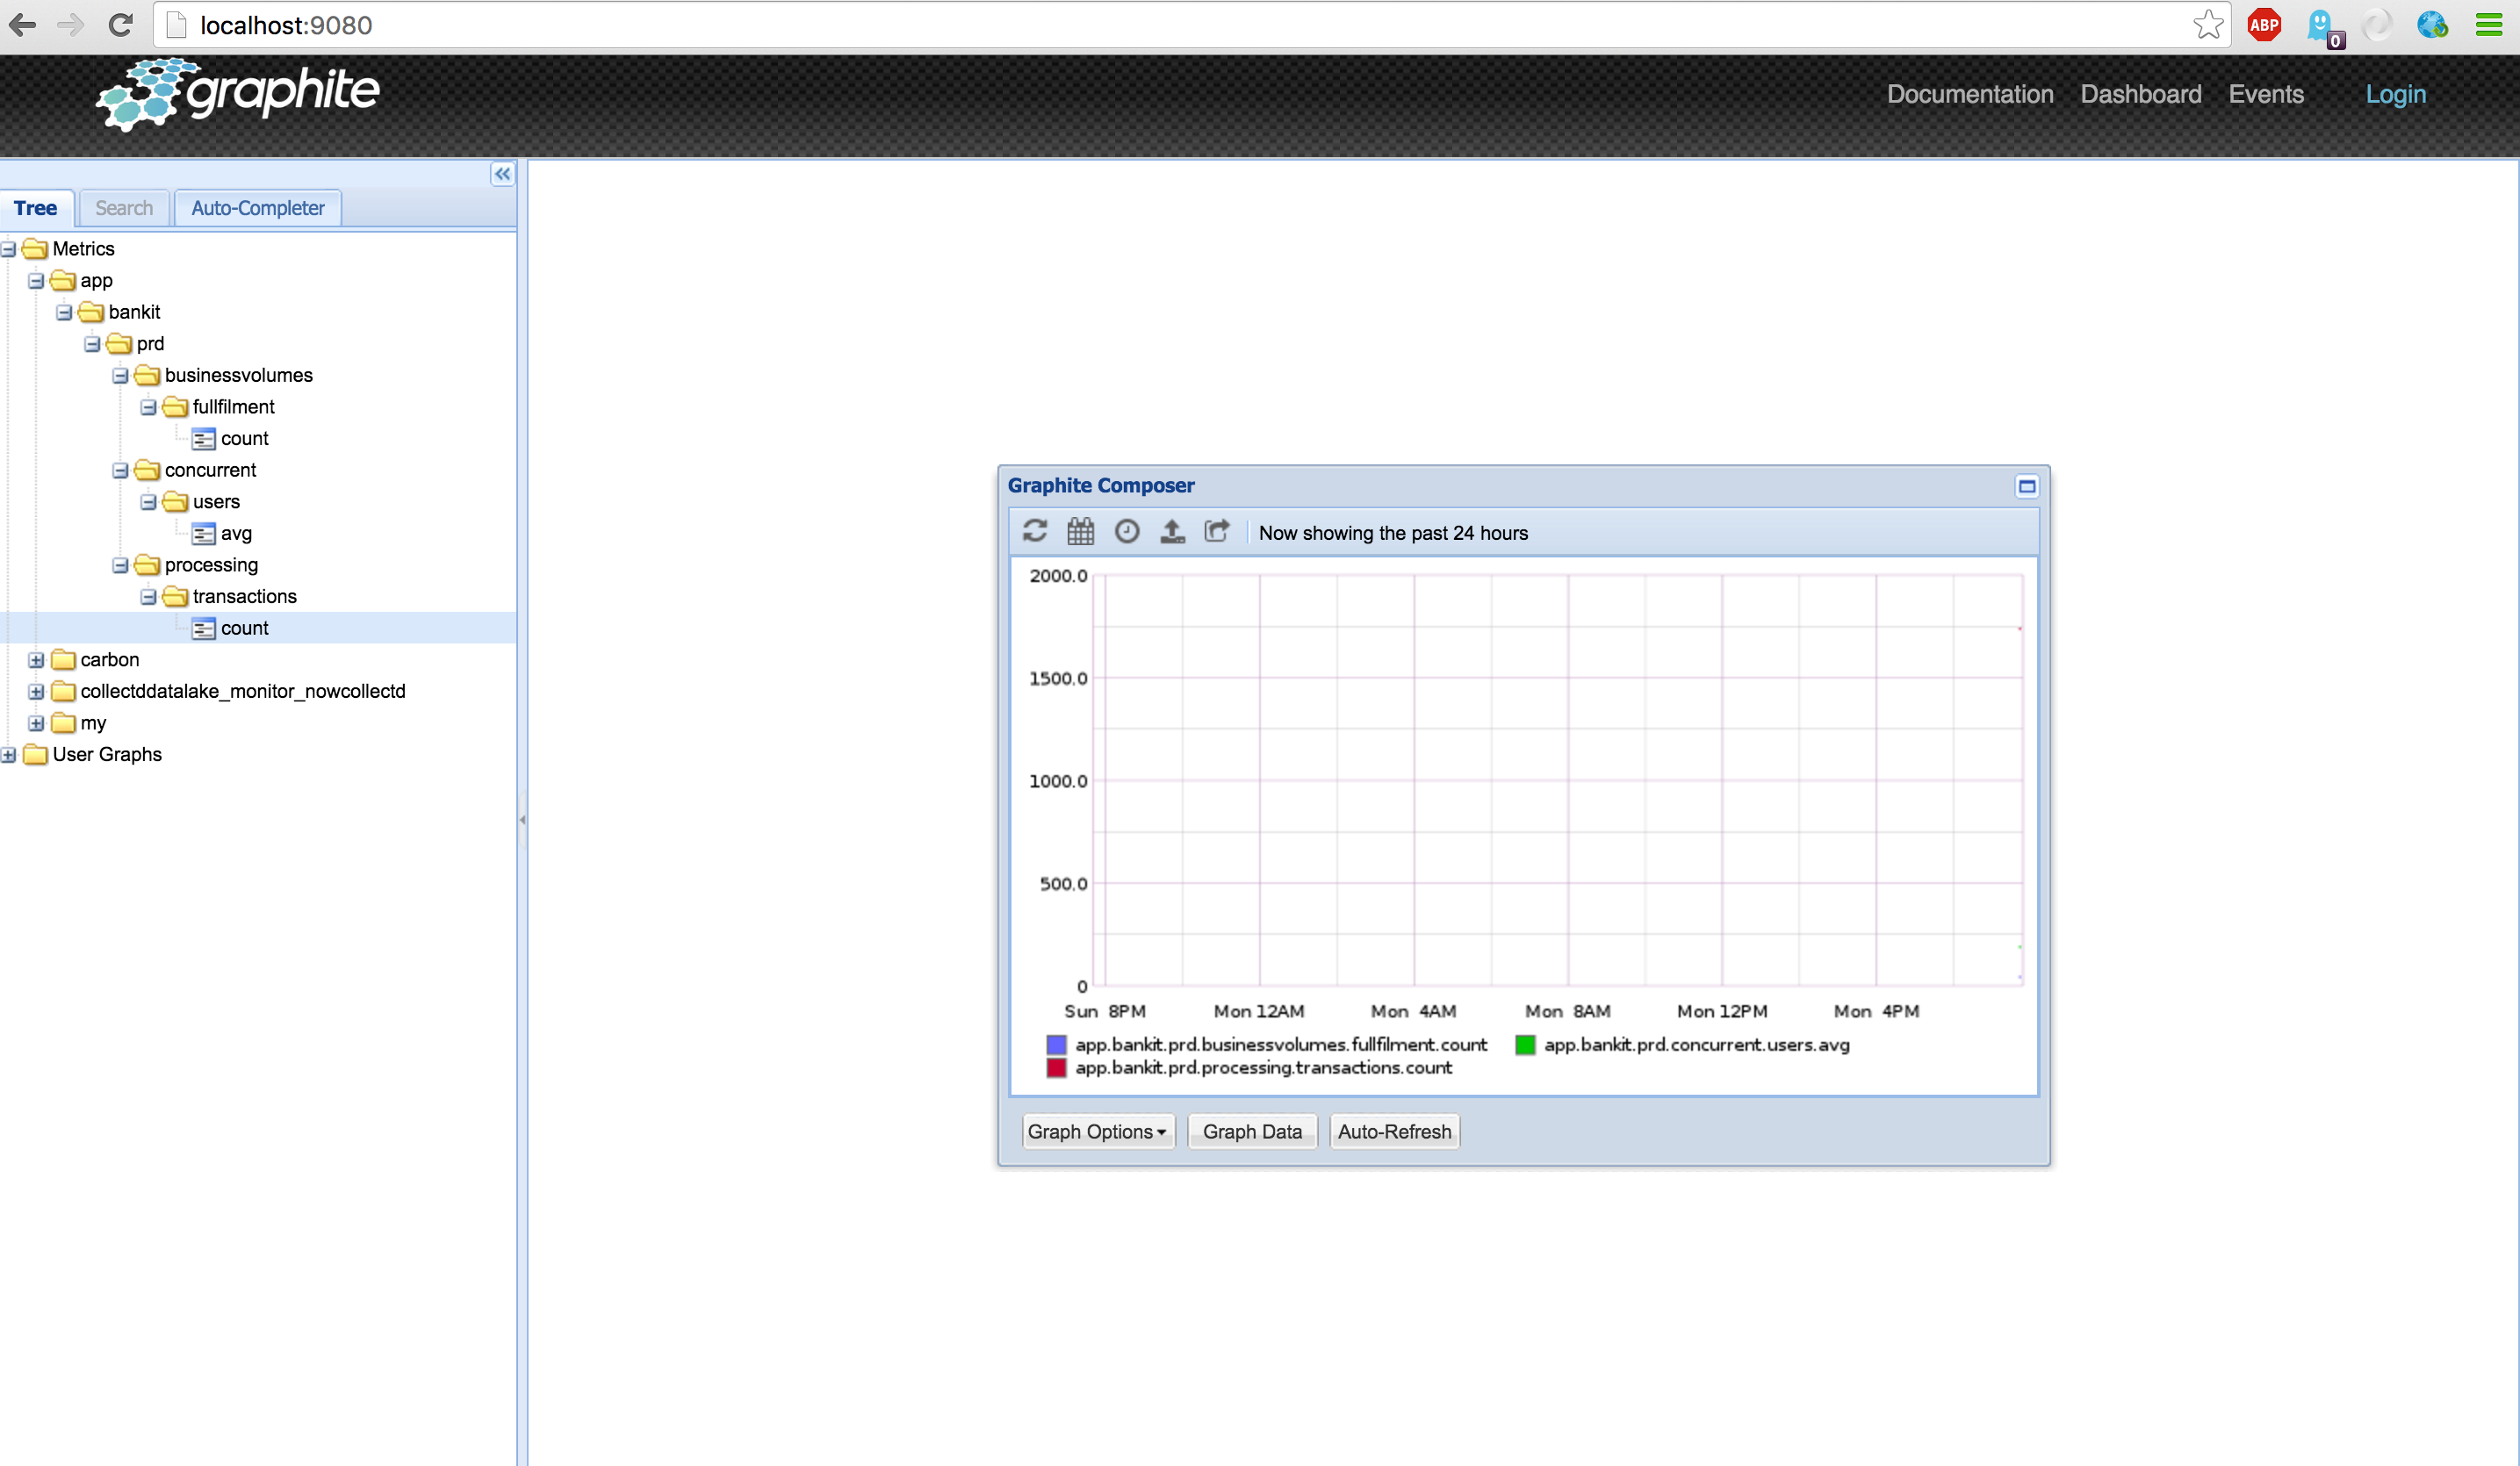 localhost:9080
ABP
0
graphite
Documentation Dashboard Events Login
Tree Search Auto-Completer
Metrics
app
bankit
prd
businessvolumes
fullfilment
count
concurrent
users
avg
processing
transactions
count
carbon
collectddatalake_monitor_nowcollectd
my
User Graphs
Graphite Composer
Now showing the past 24 hours
2000.0
1500.0
1000.0
500.0
0
Sun 8PM Mon 12AM Mon 4AM Mon 8AM Mon 12PM Mon 4PM
app.bankit.prd.businessvolumes.fullfilment.count app.bankit.prd.concurrent.users.avg
app.bankit.prd.processing.transactions.count
Graph Options Graph Data Auto-Refresh